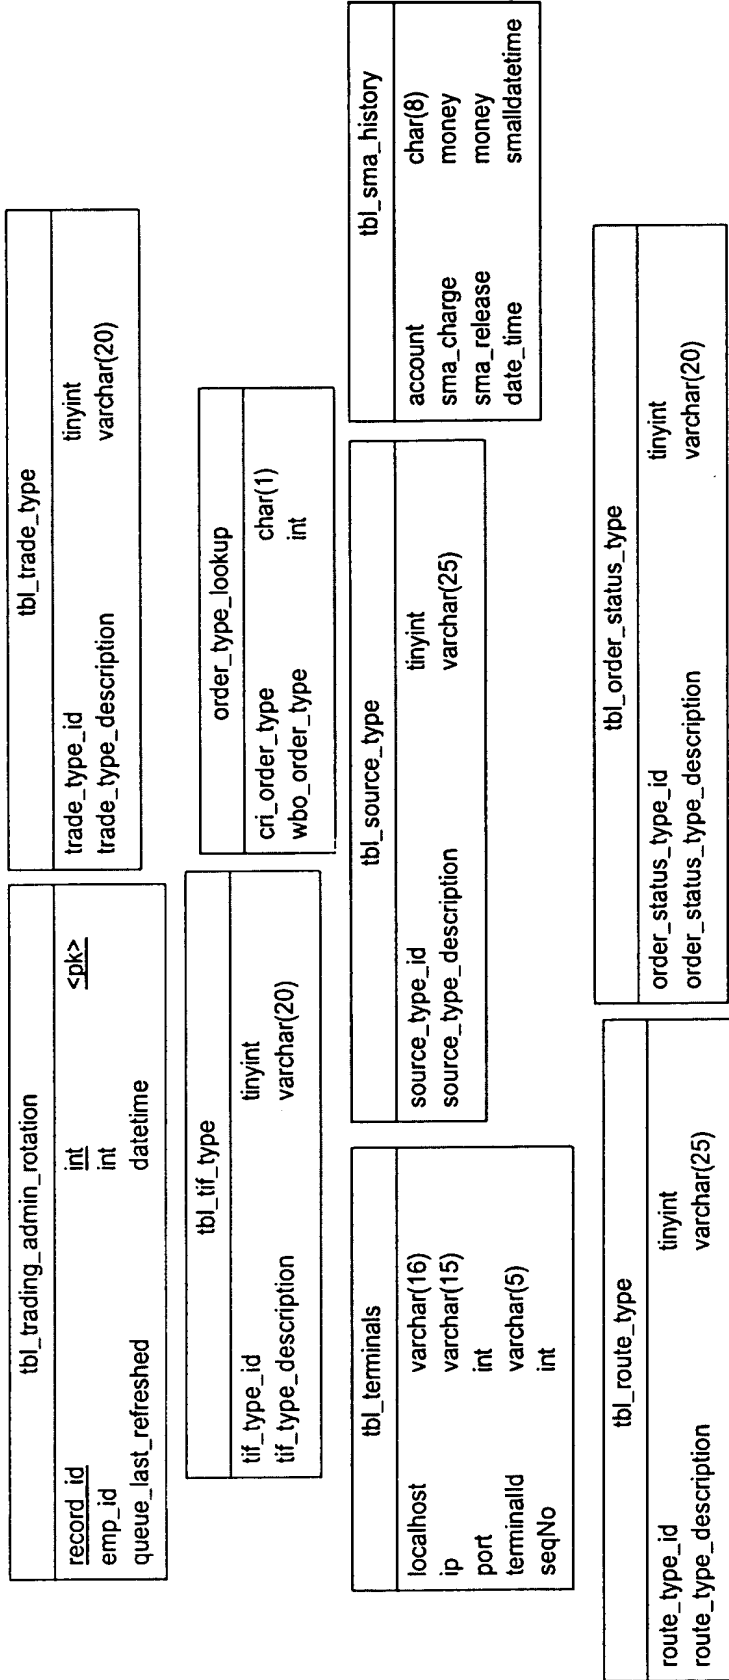 tbl_trading_admin_rotation
record_id int <pk>
emp_id int
queue_last_refreshed datetime
tbl_trade_type
trade_type_id tinyint
trade_type_description varchar(20)
tbl_tif_type
tif_type_id tinyint
tif_type_description varchar(20)
order_type_lookup
cri_order_type char(1)
wbo_order_type int
tbl_terminals
localhost varchar(16)
ip varchar(15)
port int
terminalId varchar(5)
seqNo int
tbl_source_type
source_type_id tinyint
source_type_description varchar(25)
tbl_sma_history
account char(8)
sma_charge money
sma_release money
date_time smalldatetime
tbl_route_type
route_type_id tinyint
route_type_description varchar(25)
tbl_order_status_type
order_status_type_id tinyint
order_status_type_description varchar(20)